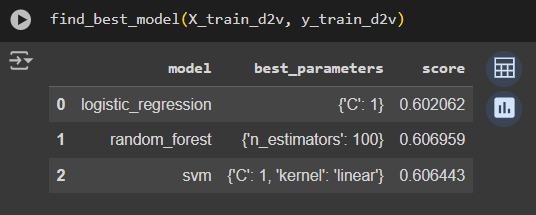 find_best_model(X_train_d2v, y_train_d2v)
model best_parameters score
0 logistic_regression {'C': 1} 0.602062
1 random_forest {'n_estimators': 100} 0.606959
2 svm {'C': 1, 'kernel': 'linear'} 0.606443